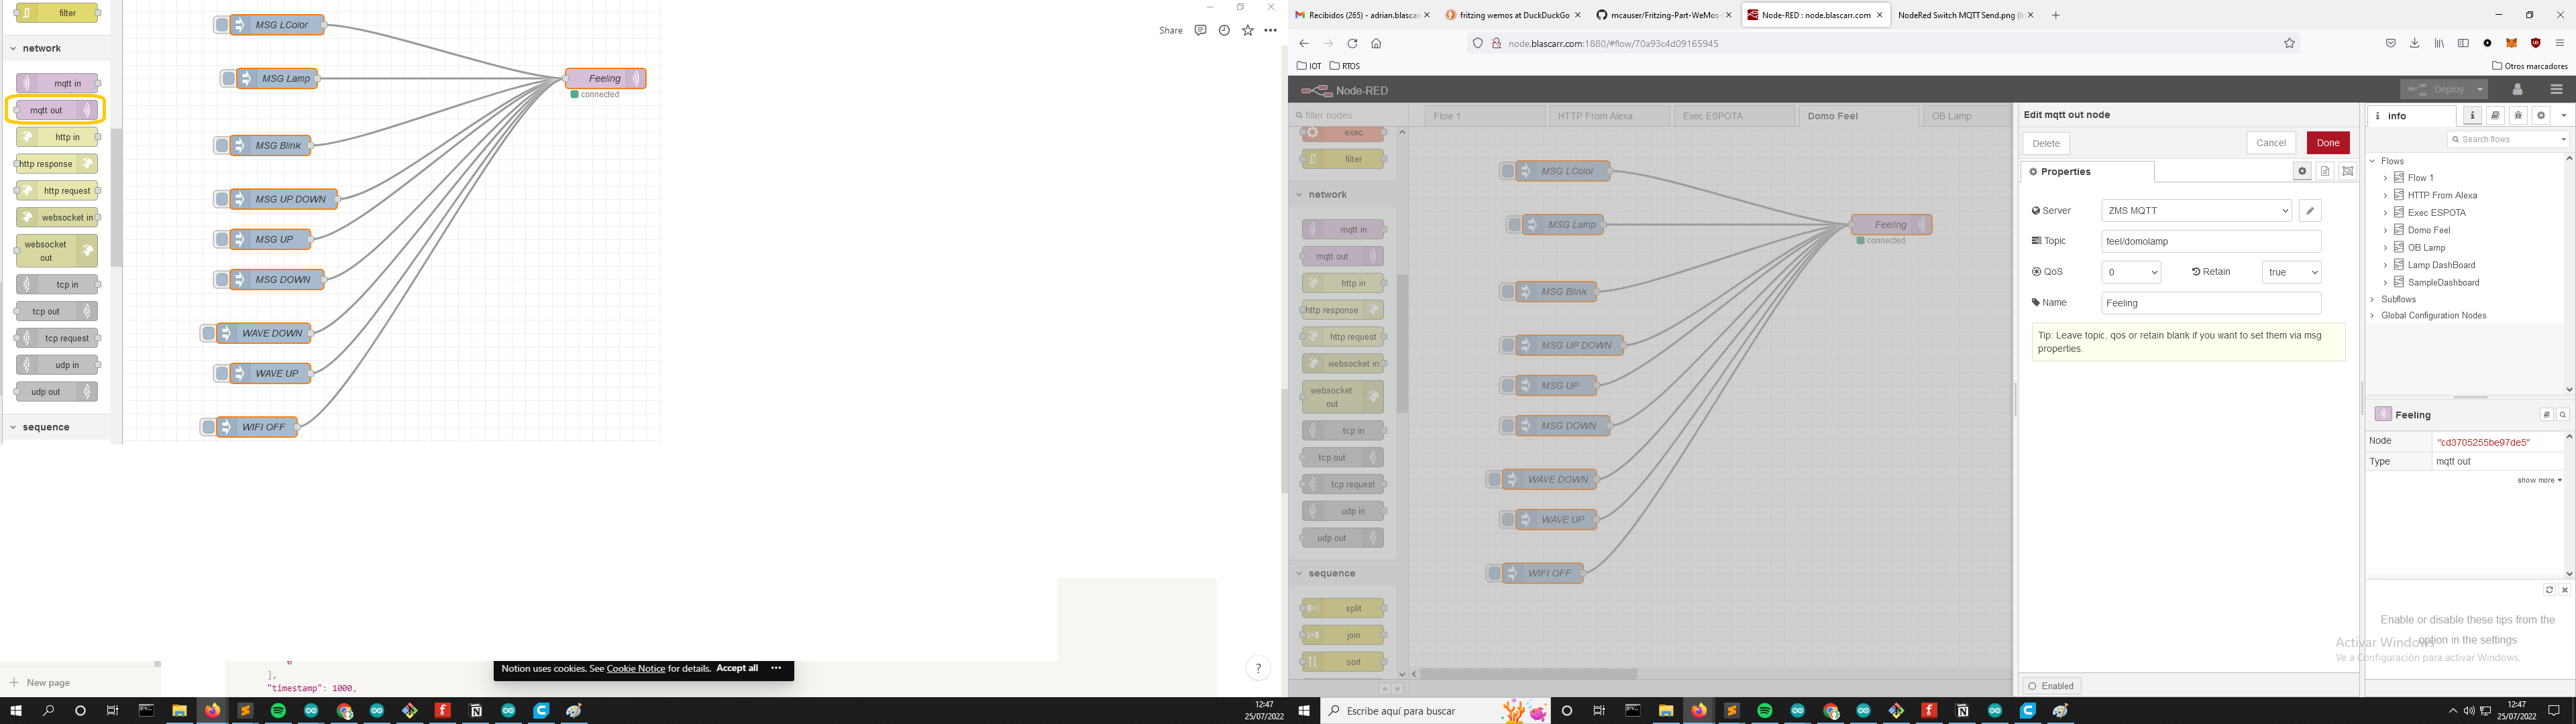 filter
network
mqtt in
mqtt out
http in
http response
http request
websocket in
websocket
out
tcp in
tcp out
tcp request
udp in
udp out
sequence
MSG LColor
MSG Lamp
MSG Blink
MSG UP DOWN
MSG UP
MSG DOWN
WAVE DOWN
WAVE UP
WIFI OFF
Feeling
connected
Share
New page
],
"timestamp": 1000,
Notion uses cookies. See Cookie Notice for details. Accept all
?
12:47
25/07/2022
Recibidos (265) - adrian.blascar
fritzing wemos at DuckDuckGo
mcauser/Fritzing-Part-WeMos-
Node-RED : node.blascarr.com
NodeRed Switch MQTT Send.png (I
node.blascarr.com:1880/#flow/70a93c4d09165945
IOT
RTOS
Otros marcadores
Node-RED
Deploy
filter nodes
Flow 1
HTTP From Alexa
Exec ESPOTA
Domo Feel
OB Lamp
exec
filter
network
mqtt in
mqtt out
http in
http response
http request
websocket in
websocket
out
tcp in
tcp out
tcp request
udp in
udp out
sequence
split
join
sort
MSG LColor
MSG Lamp
MSG Blink
MSG UP DOWN
MSG UP
MSG DOWN
WAVE DOWN
WAVE UP
WIFI OFF
Feeling
connected
Edit mqtt out node
Delete
Cancel
Done
Properties
Server
ZMS MQTT
Topic
feel/domolamp
QoS
0
Retain
true
Name
Feeling
Tip: Leave topic, qos or retain blank if you want to set them via msg
properties.
Enabled
info
Search flows
Flows
Flow 1
HTTP From Alexa
Exec ESPOTA
Domo Feel
OB Lamp
Lamp DashBoard
SampleDashboard
Subflows
Global Configuration Nodes
Feeling
Node
"cd3705255be97de5"
Type
mqtt out
show more
Enable or disable these tips from the
option in the settings
Activar Windows
Ve a Configuración para activar Windows.
Escribe aquí para buscar
12:47
25/07/2022